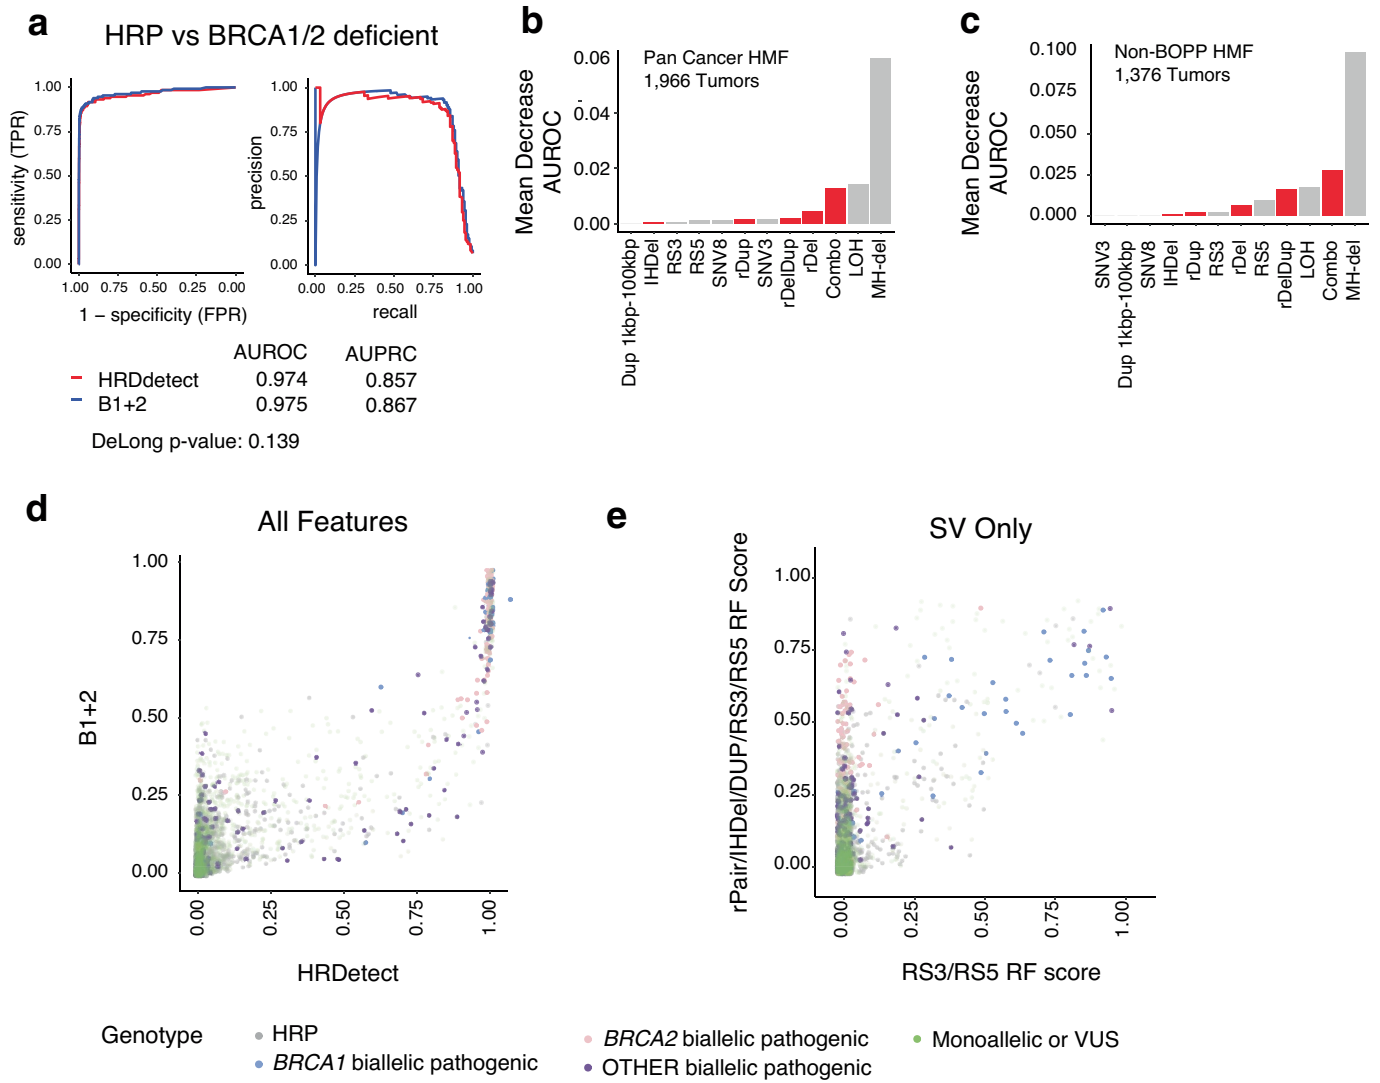 a
HRP vs BRCA1/2 deficient
sensitivity (TPR)
1.00
0.75
0.50
0.25
0.00
1.00 0.75 0.50 0.25 0.00
1 − specificity (FPR)
precision
1.00
0.75
0.50
0.25
0.00
0.00 0.25 0.50 0.75 1.00
recall
AUROC AUPRC
HRDdetect 0.974 0.857
B1+2 0.975 0.867
DeLong p-value: 0.139
b
Mean Decrease
AUROC
0.06
0.04
0.02
0.00
Pan Cancer HMF
1,966 Tumors
Dup 1kbp-100kbp
IHDel
RS3
RS5
SNV8
rDup
SNV3
rDelDup
rDel
Combo
LOH
MH-del
c
Mean Decrease
AUROC
0.100
0.075
0.050
0.025
0.000
Non-BOPP HMF
1,376 Tumors
SNV3
Dup 1kbp-100kbp
SNV8
IHDel
rDup
RS3
rDel
RS5
rDelDup
LOH
Combo
MH-del
d
All Features
B1+2
1.00
0.75
0.50
0.25
0.00
0.00
0.25
0.50
0.75
1.00
HRDetect
e
SV Only
rPair/IHDel/DUP/RS3/RS5 RF Score
1.00
0.75
0.50
0.25
0.00
0.00
0.25
0.50
0.75
1.00
RS3/RS5 RF score
Genotype
HRP
BRCA1 biallelic pathogenic
BRCA2 biallelic pathogenic
OTHER biallelic pathogenic
Monoallelic or VUS